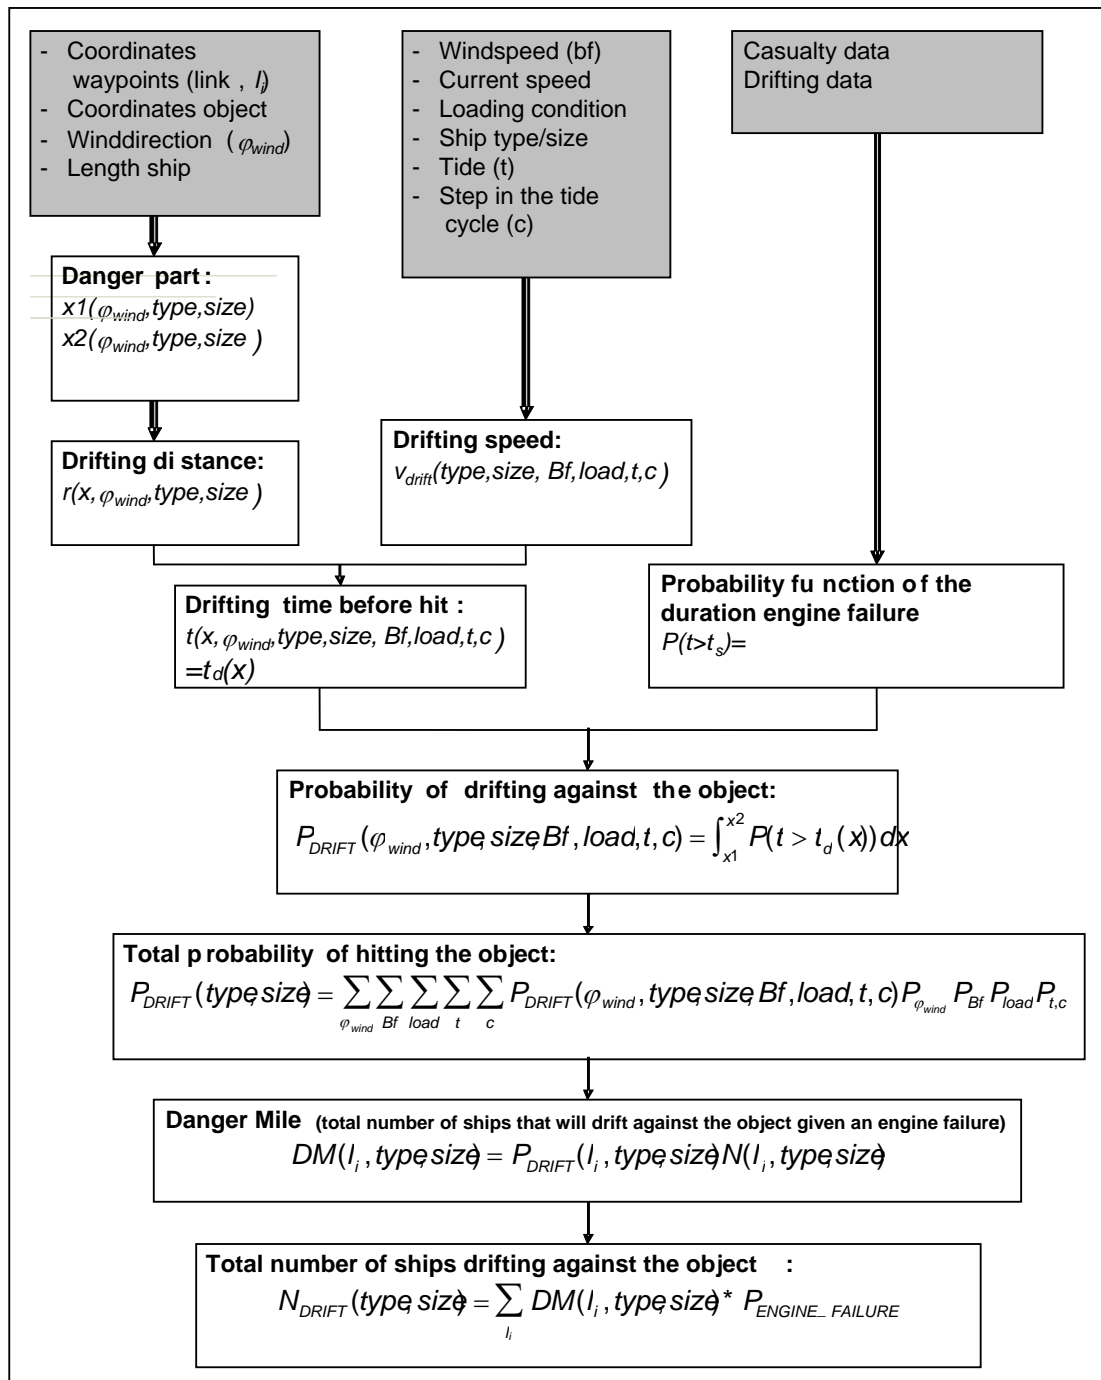 - Coordinates
waypoints (link , l_i)
- Coordinates object
- Winddirection (φ_wind)
- Length ship
- Windspeed (bf)
- Current speed
- Loading condition
- Ship type/size
- Tide (t)
- Step in the tide
cycle (c)
Casualty data
Drifting data
Danger part :
x1(φ_wind,type,size)
x2(φ_wind,type,size )
Drifting di stance:
r(x,φ_wind,type,size )
Drifting speed:
v_drift(type,size, Bf,load,t,c )
Drifting time before hit :
t(x,φ_wind,type,size, Bf,load,t,c )
=t_d(x)
Probability fu nction of the
duration engine failure
P(t>t_s)=
Probability of drifting against the object:
P_DRIFT(φ_wind,type,size,Bf,load,t,c) = ∫_x1^x2 P(t > t_d(x))dx
Total p robability of hitting the object:
P_DRIFT(type,size) = ∑_φwind ∑_Bf ∑_load ∑_t ∑_c P_DRIFT(φ_wind,type,size,Bf,load,t,c)P_φwind P_Bf P_load P_t,c
Danger Mile (total number of ships that will drift against the object given an engine failure)
DM(l_i,type,size) = P_DRIFT(l_i,type,size)N(l_i,type,size)
Total number of ships drifting against the object :
N_DRIFT(type,size) = ∑_li DM(l_i,type,size)* P_ENGINE_FAILURE